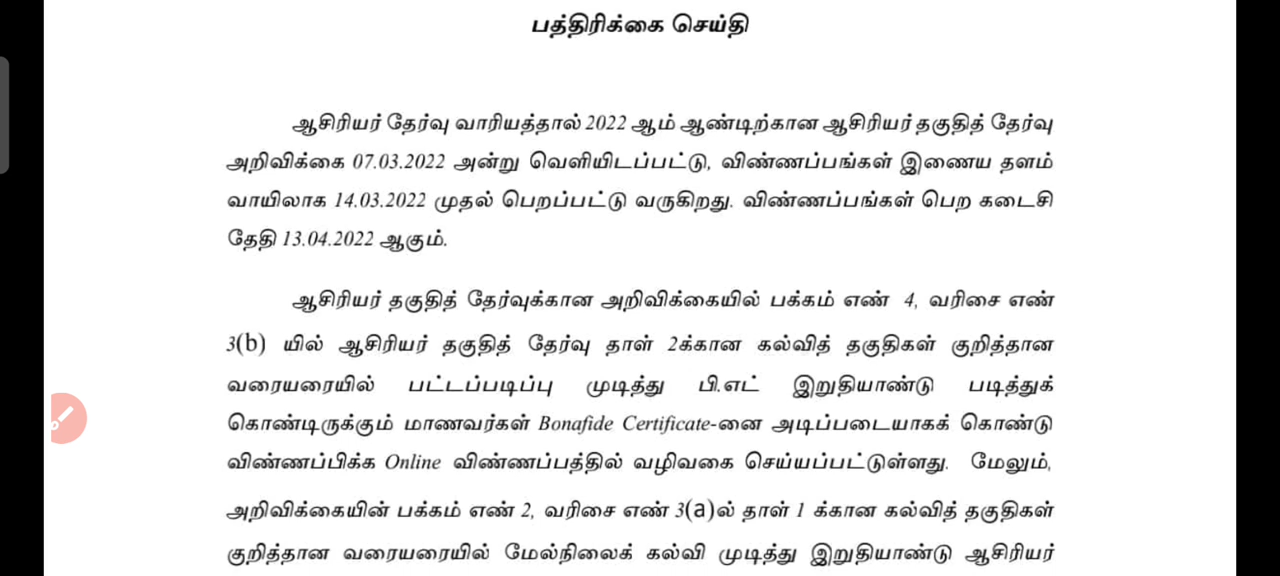 பத்திரிக்கை செய்தி
ஆசிரியர் தேர்வு வாரியத்தால் 2022 ஆம் ஆண்டிற்கான ஆசிரியர் தகுதித் தேர்வு
அறிவிக்கை 07.03.2022 அன்று வெளியிடப்பட்டு, விண்ணப்பங்கள் இணைய தளம்
வாயிலாக 14.03.2022 முதல் பெறப்பட்டு வருகிறது. விண்ணப்பங்கள் பெற கடைசி
தேதி 13.04.2022 ஆகும்.
ஆசிரியர் தகுதித் தேர்வுக்கான அறிவிக்கையில் பக்கம் எண் 4, வரிசை எண்
3(b) யில் ஆசிரியர் தகுதித் தேர்வு தாள் 2க்கான கல்வித் தகுதிகள் குறித்தான
வரையரையில் பட்டப்படிப்பு முடித்து பி.எட் இறுதியாண்டு படித்துக்
கொண்டிருக்கும் மாணவர்கள் Bonafide Certificate-னை அடிப்படையாகக் கொண்டு
விண்ணப்பிக்க Online விண்ணப்பத்தில் வழிவகை செய்யப்பட்டுள்ளது. மேலும்,
அறிவிக்கையின் பக்கம் எண் 2, வரிசை எண் 3(a)ல் தாள் 1 க்கான கல்வித் தகுதிகள்
குறித்தான வரையரையில் மேல்நிலைக் கல்வி முடித்து இறுதியாண்டு ஆசிரியர்